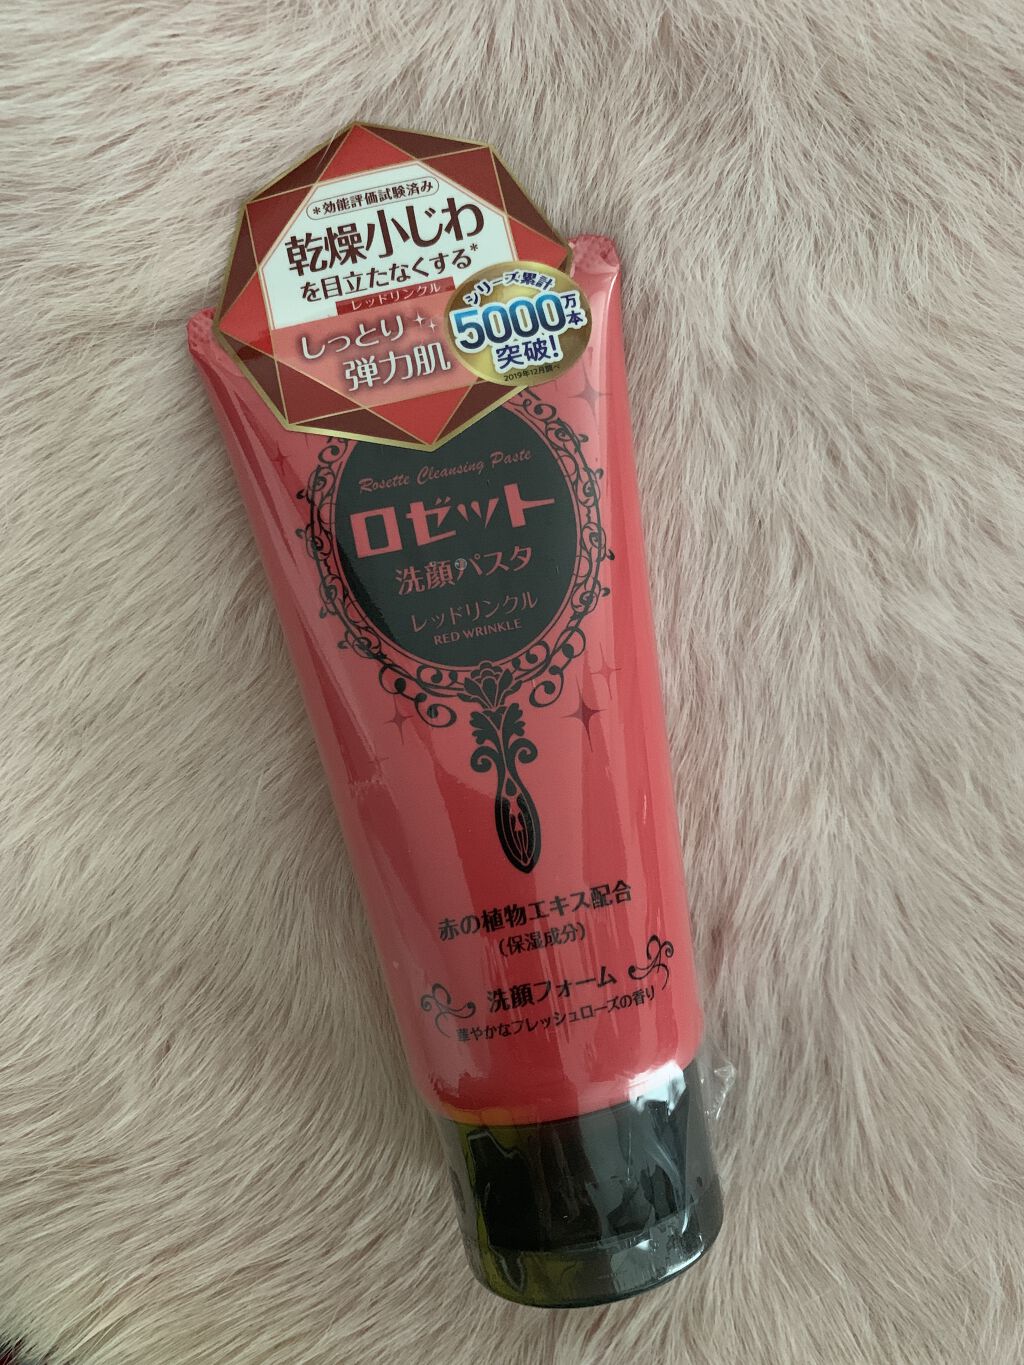 *効能評価試験済み
乾燥小じわ
を目立たなくする*
レッドリンクル
しっとり
弾力肌
シリーズ累計
5000万本
突破!
2019年12月調べ
Rosette Cleansing Paste
ロゼット
洗顔パスタ
レッドリンクル
RED WRINKLE
赤の植物エキス配合
(保湿成分)
洗顔フォーム
華やかなフレッシュローズの香り